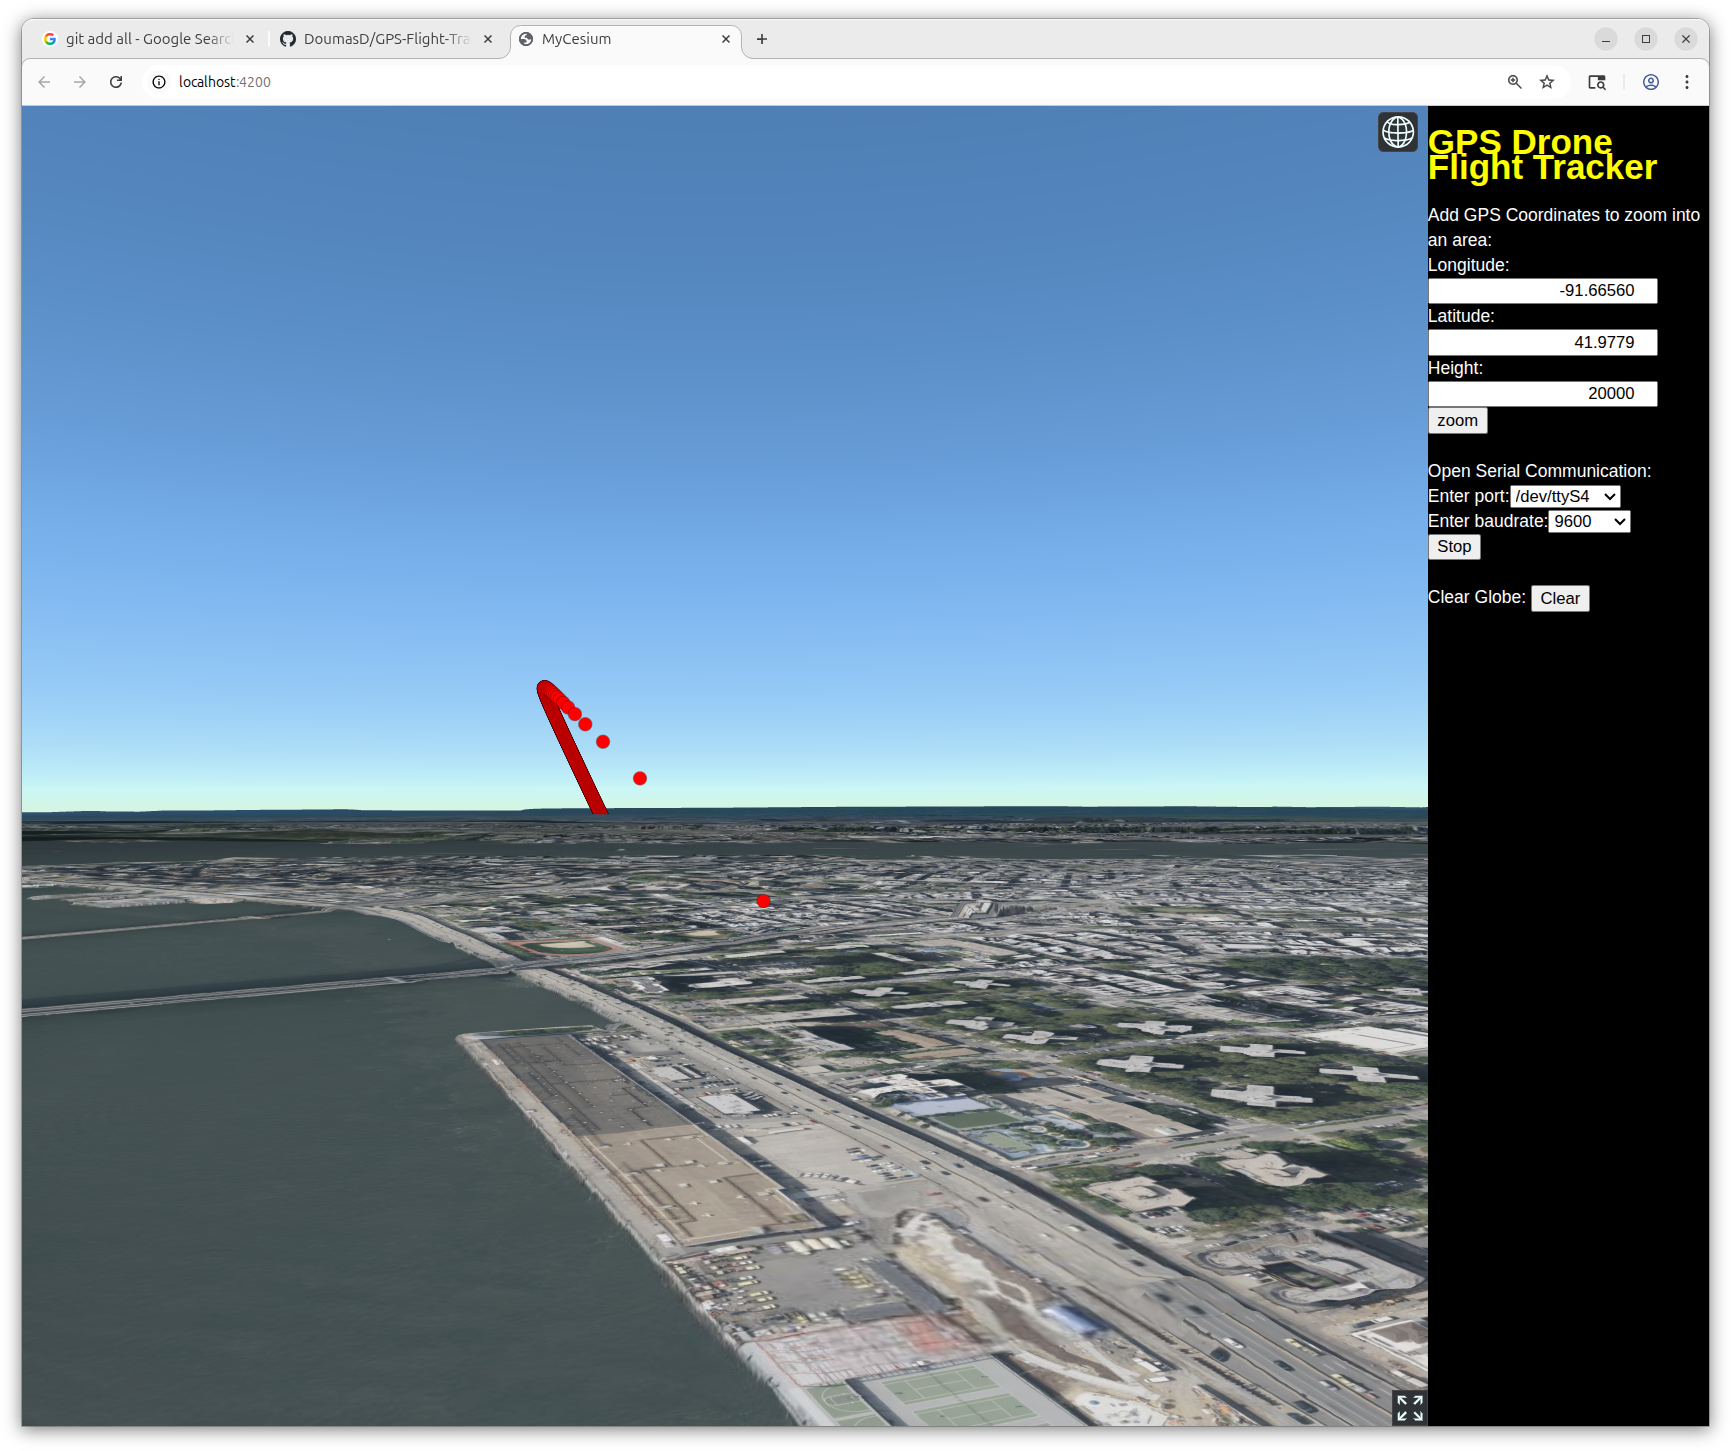 git add all - Google Searc
DoumasD/GPS-Flight-Tra
MyCesium
localhost:4200
GPS Drone
Flight Tracker
Add GPS Coordinates to zoom into
an area:
Longitude:
-91.66560
Latitude:
41.9779
Height:
20000
zoom
Open Serial Communication:
Enter port: /dev/ttyS4
Enter baudrate: 9600
Stop
Clear Globe: Clear